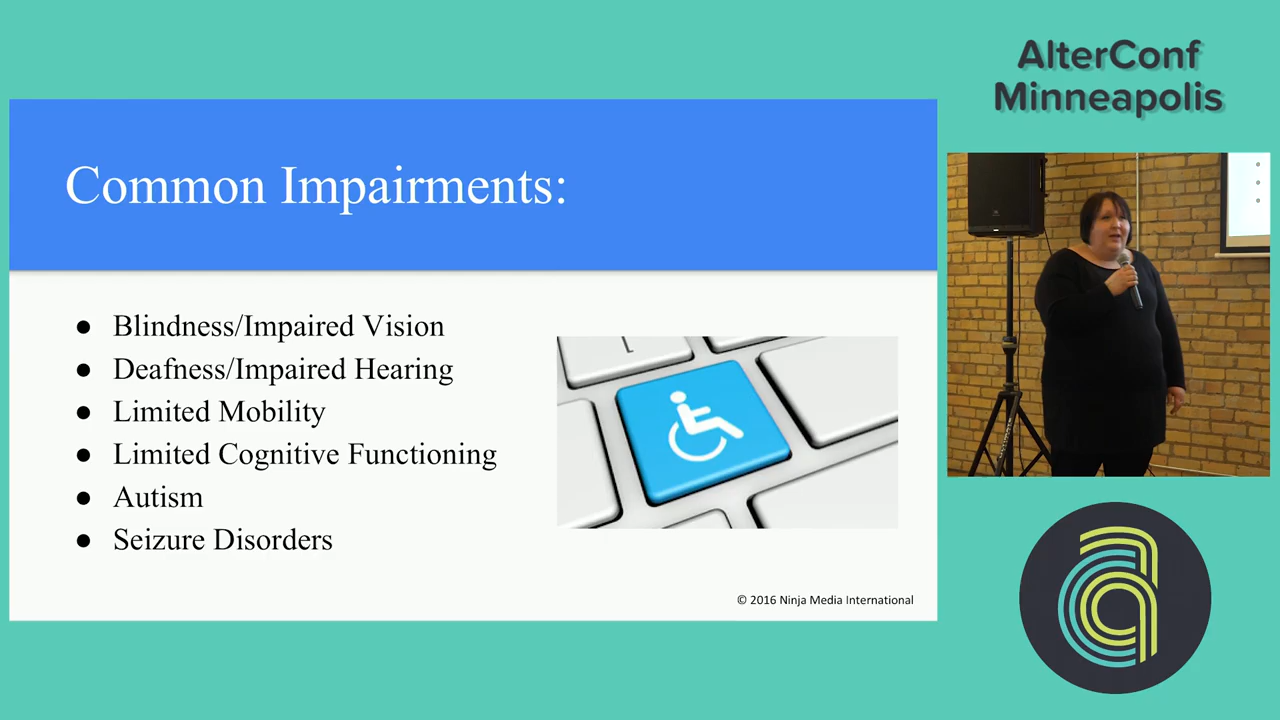 AlterConf
Minneapolis
Common Impairments:
● Blindness/Impaired Vision
● Deafness/Impaired Hearing
● Limited Mobility
● Limited Cognitive Functioning
● Autism
● Seizure Disorders
© 2016 Ninja Media International